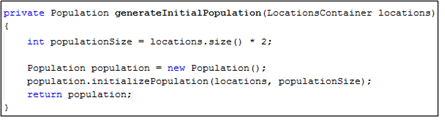 private Population generateInitialPopulation(LocationsContainer locations)
{
int populationSize = locations.size() * 2;
Population population = new Population();
population.initializePopulation(locations, populationSize);
return population;
}